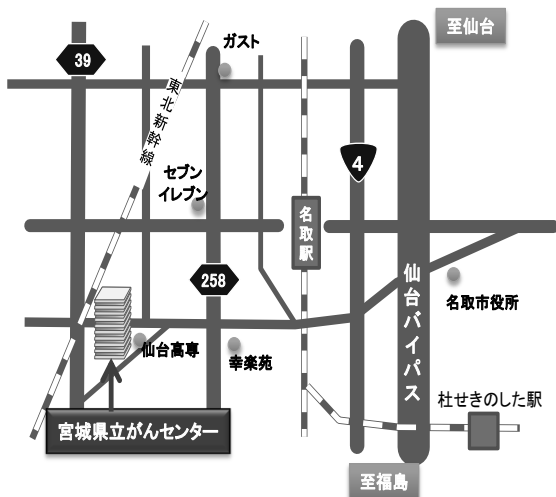 至仙台
ガスト
39
東北新幹線
4
セブン
イレブン
名取駅
258
仙台バイパス
名取市役所
仙台高専
幸楽苑
杜せきのした駅
宮城県立がんセンター
至福島